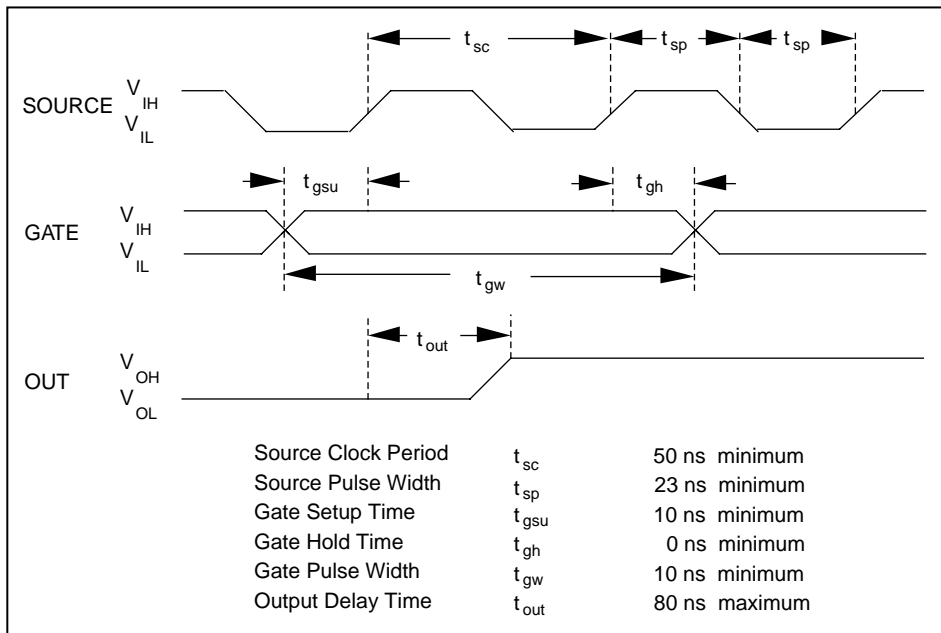 t sc t sp t sp
V IH
SOURCE
V IL
t gsu t gh
V IH
GATE
V IL
t gw
t out
V OH
OUT
V OL
Source Clock Period t sc 50 ns minimum
Source Pulse Width t sp 23 ns minimum
Gate Setup Time t gsu 10 ns minimum
Gate Hold Time t gh 0 ns minimum
Gate Pulse Width t gw 10 ns minimum
Output Delay Time t out 80 ns maximum